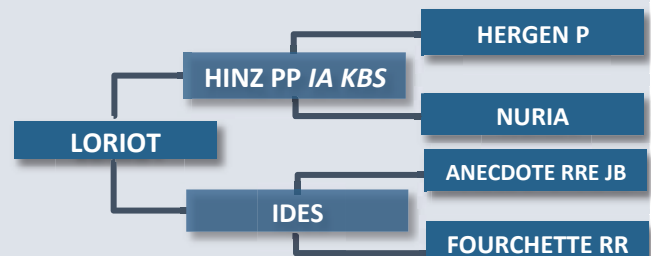 HERGEN P
HINZ PP IA KBS
NURIA
LORIOT
ANECDOTE RRE JB
IDES
FOURCHETTE RR